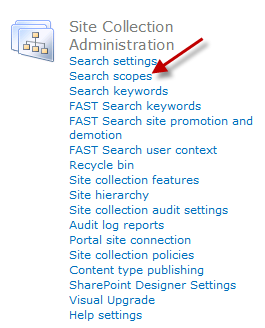 Site Collection
Administration
Search settings
Search scopes
Search keywords
FAST Search keywords
FAST Search site promotion and
demotion
FAST Search user context
Recycle bin
Site collection features
Site hierarchy
Site collection audit settings
Audit log reports
Portal site connection
Site collection policies
Content type publishing
SharePoint Designer Settings
Visual Upgrade
Help settings